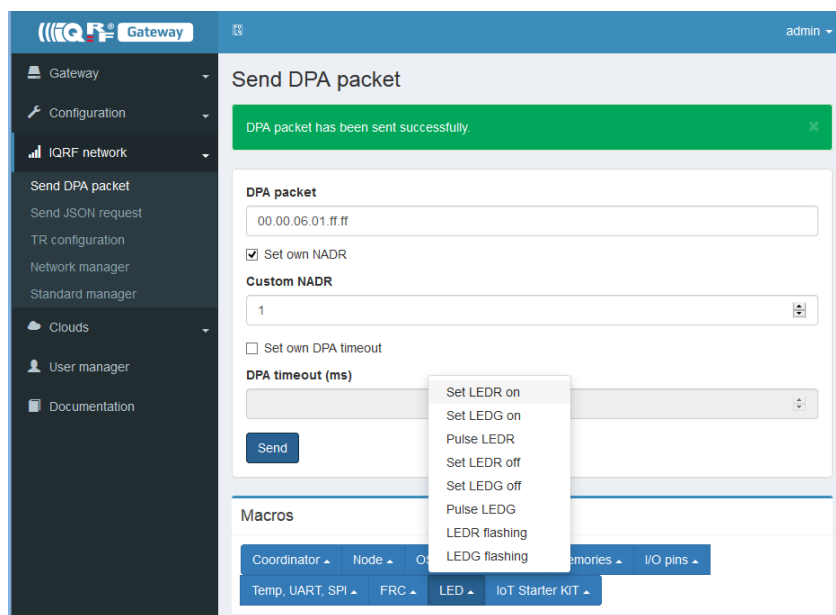 IQRF Gateway
admin
Gateway
Configuration
IQRF network
Send DPA packet
Send JSON request
TR configuration
Network manager
Standard manager
Clouds
User manager
Documentation
Send DPA packet
DPA packet has been sent successfully.
×
DPA packet
00.00.06.01.ff.ff
Set own NADR
Custom NADR
1
Set own DPA timeout
DPA timeout (ms)
Send
Set LEDR on
Set LEDG on
Pulse LEDR
Set LEDR off
Set LEDG off
Pulse LEDG
LEDR flashing
LEDG flashing
Macros
Coordinator Node I/O pins
Temp, UART, SPI FRC LED IoT Starter KIT